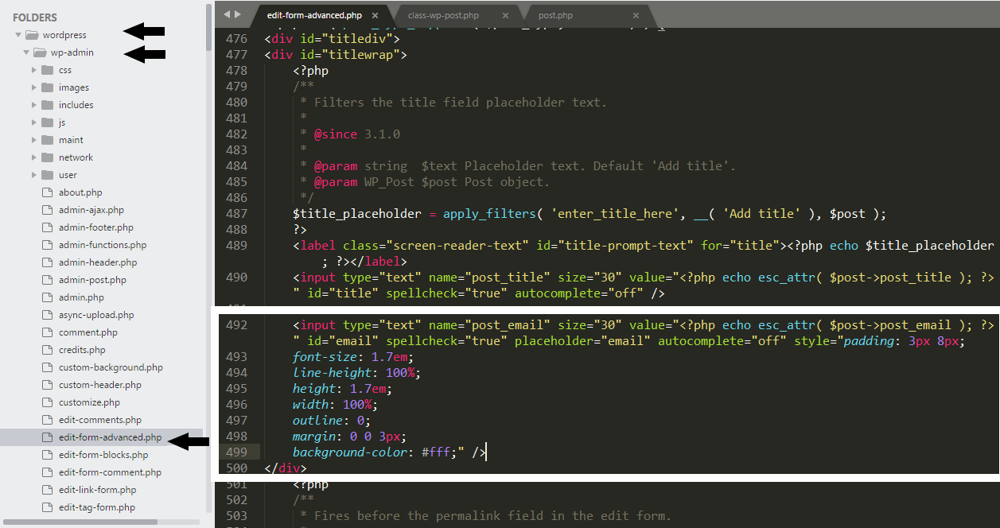 FOLDERS
wordpress
wp-admin
css
images
includes
js
maint
network
user
about.php
admin-ajax.php
admin-footer.php
admin-functions.php
admin-header.php
admin-post.php
admin.php
async-upload.php
comment.php
credits.php
custom-background.php
custom-header.php
customize.php
edit-comments.php
edit-form-advanced.php
edit-form-blocks.php
edit-form-comment.php
edit-link-form.php
edit-tag-form.php
edit-form-advanced.php × class-wp-post.php × post.php ×
476 <div id="titlediv">
477 <div id="titlewrap">
478 <?php
479 /**
480 * Filters the title field placeholder text.
481 *
482 * @since 3.1.0
483 *
484 * @param string  $text Placeholder text. Default 'Add title'.
485 * @param WP_Post $post Post object.
486 */
487 $title_placeholder = apply_filters( 'enter_title_here', __( 'Add title' ), $post );
488 ?>
489 <label class="screen-reader-text" id="title-prompt-text" for="title"><?php echo $title_placeholder
; ?></label>
490 <input type="text" name="post_title" size="30" value="<?php echo esc_attr( $post->post_title ); ?>
" id="title" spellcheck="true" autocomplete="off" />
492 <input type="text" name="post_email" size="30" value="<?php echo esc_attr( $post->post_email ); ?>
" id="email" spellcheck="true" placeholder="email" autocomplete="off" style="padding: 3px 8px;
493 font-size: 1.7em;
494 line-height: 100%;
495 height: 1.7em;
496 width: 100%;
497 outline: 0;
498 margin: 0 0 3px;
499 background-color: #fff;" />
500 </div>
501 <?php
502 /**
503 * Fires before the permalink field in the edit form.